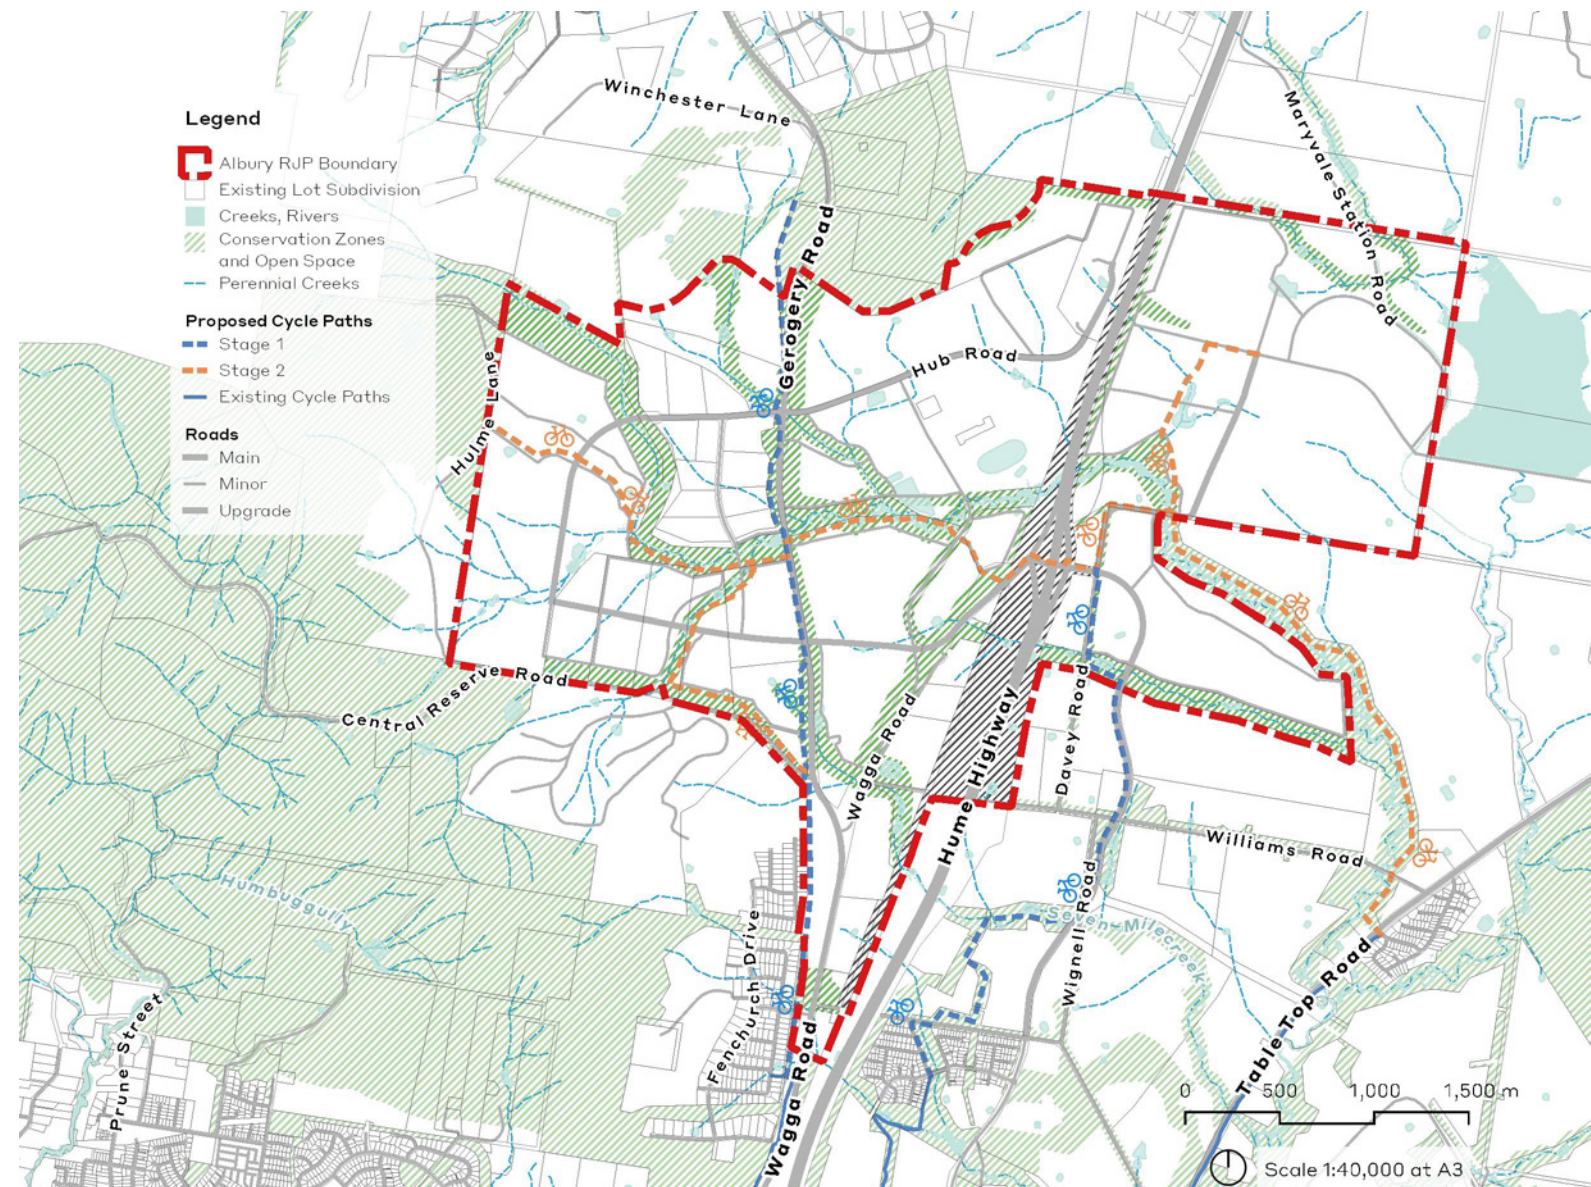 Legend
Albury RJP Boundary
Existing Lot Subdivision
Creeks, Rivers
Conservation Zones
and Open Space
Perennial Creeks
Proposed Cycle Paths
Stage 1
Stage 2
Existing Cycle Paths
Roads
Main
Minor
Upgrade
Winchester Lane
Maryvale Station Road
Gerogery Road
Hub Road
Hulme Lane
Central Reserve Road
Wagga Road
Hume Highway
Davey Road
Williams Road
Humbuggully
Fenchurch Drive
Wignell Road
Seven Milecreek
Prune Street
Wagga Road
Table Top Road
0 500 1,000 1,500 m
Scale 1:40,000 at A3